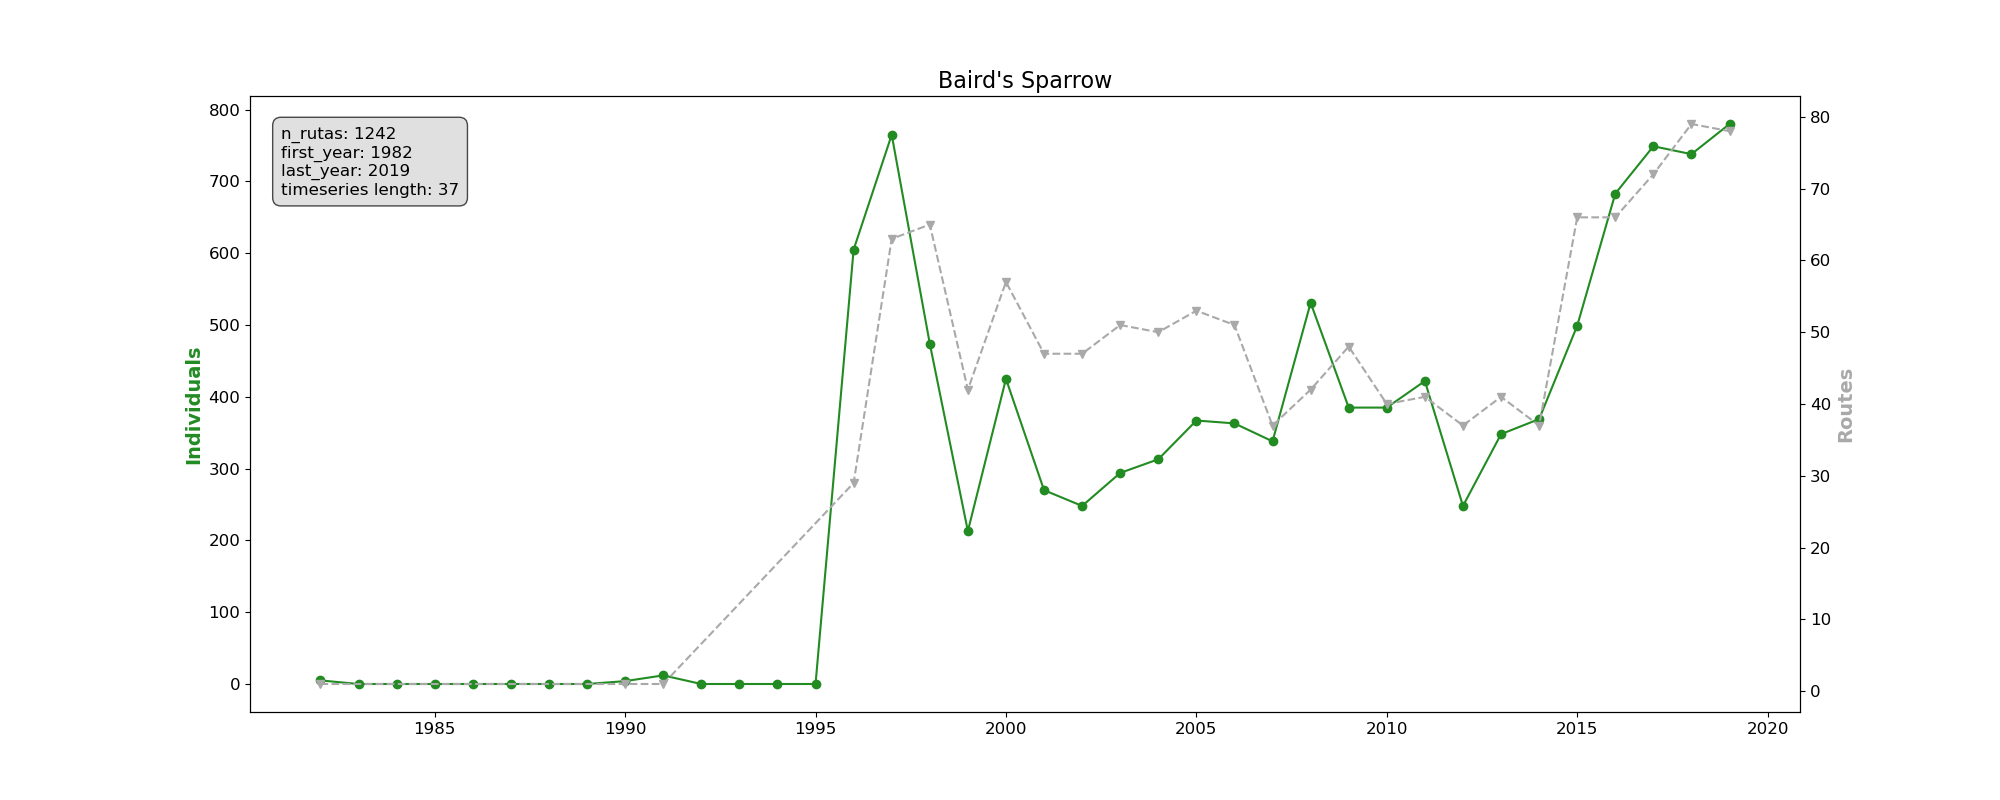 Baird's Sparrow
n_rutas: 1242
first_year: 1982
last_year: 2019
timeseries length: 37
800
700
600
500
400
300
200
100
0
Individuals
80
70
60
50
40
30
20
10
0
Routes
1985 1990 1995 2000 2005 2010 2015 2020